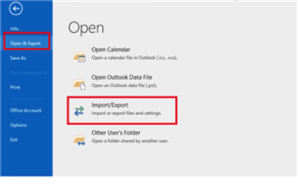 Info
Open & Export
Save As
Print
Office Account
Options
Exit
Open
Open Calendar
Open a calendar file in Outlook (.ics, .vcs).
Open Outlook Data File
Open an Outlook data file (.pst).
Import/Export
Import or export files and settings.
Other User's Folder
Open a folder shared by another user.